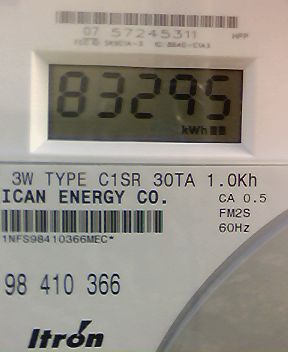 07 57245311 HPP
83295
kWh
3W TYPE C1SR 30TA 1.0Kh
ICAN ENERGY CO.
CA 0.5
FM2S
60Hz
1NFS98410366MEC*
98 410 366
Itron